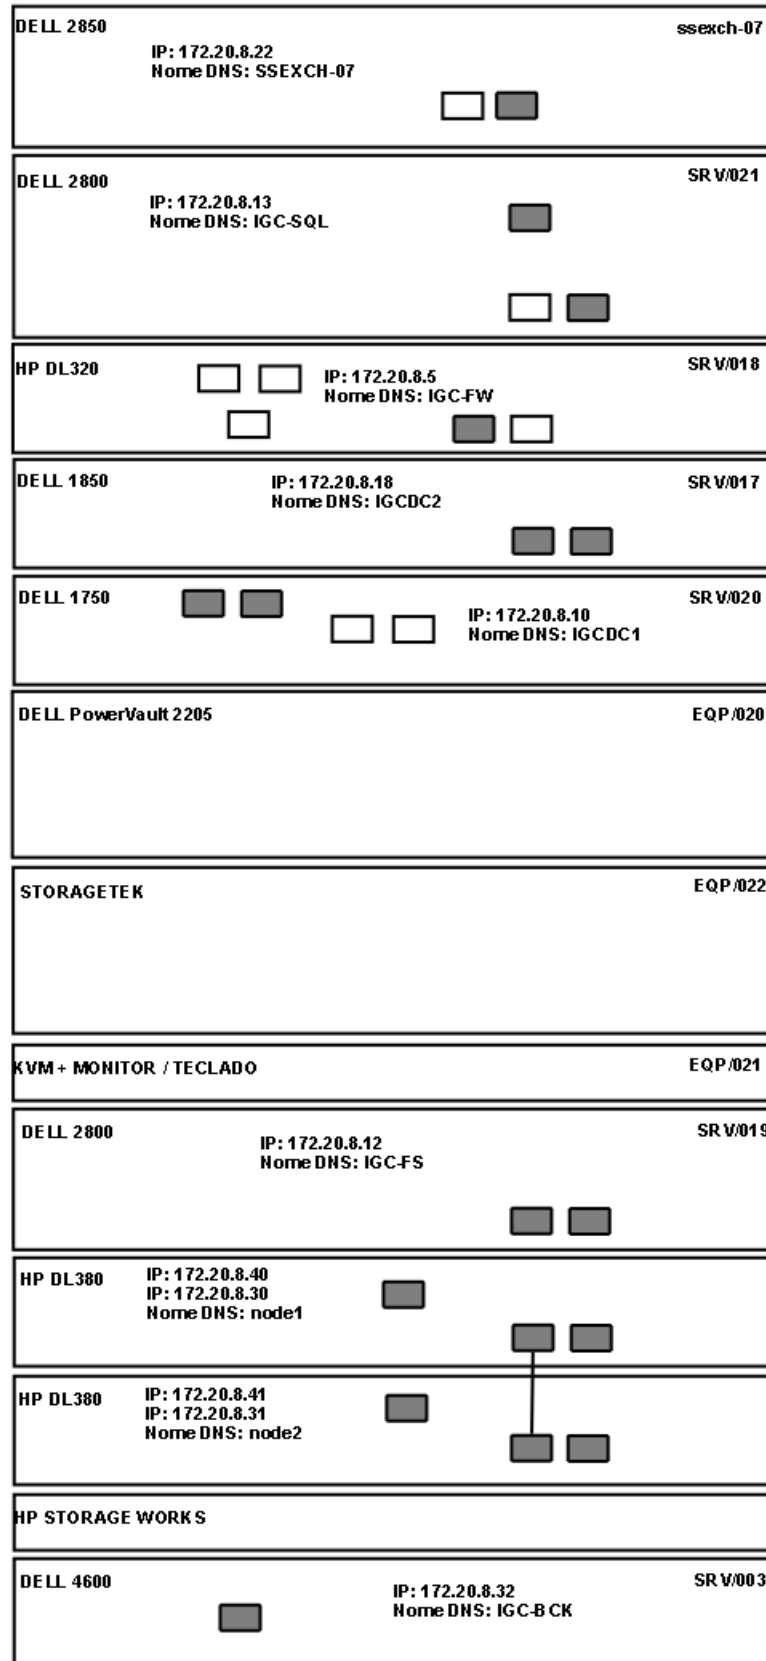 DELL 2850
ssexch-07
IP: 172.20.8.22
Nome DNS: SSEXCH-07
DELL 2800
SRV/021
IP: 172.20.8.13
Nome DNS: IGC-SQL
HP DL320
SRV/018
IP: 172.20.8.5
Nome DNS: IGC-FW
DELL 1850
SRV/017
IP: 172.20.8.18
Nome DNS: IGCDC2
DELL 1750
SRV/020
IP: 172.20.8.10
Nome DNS: IGCDC1
DELL PowerVault 2205
EQP/020
STORAGETEK
EQP/022
KVM + MONITOR / TECLADO
EQP/021
DELL 2800
SRV/019
IP: 172.20.8.12
Nome DNS: IGC-FS
HP DL380
IP: 172.20.8.40
IP: 172.20.8.30
Nome DNS: node1
HP DL380
IP: 172.20.8.41
IP: 172.20.8.31
Nome DNS: node2
HP STORAGE WORKS
DELL 4600
SRV/003
IP: 172.20.8.32
Nome DNS: IGC-BCK